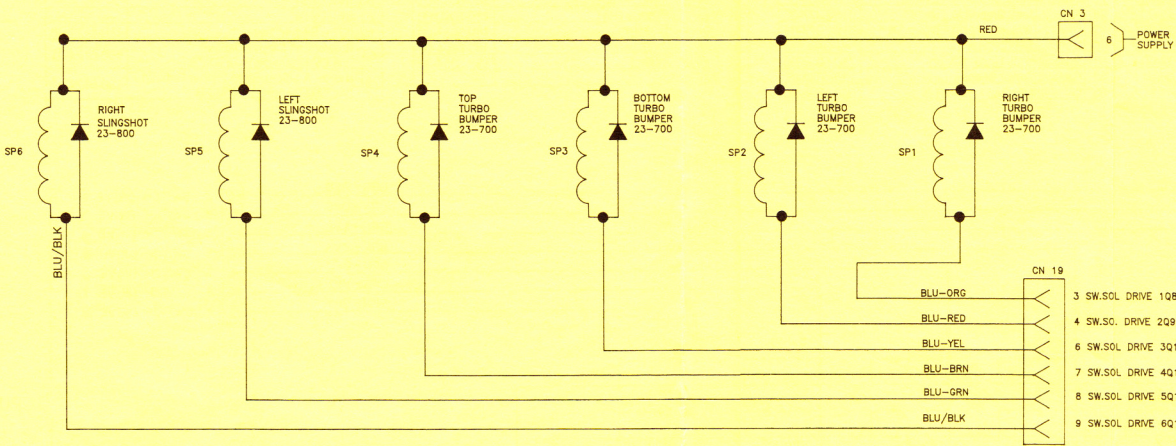 CN 3
RED
6
POWER
SUPPLY
RIGHT
SLINGSHOT
23-800
SP6
LEFT
SLINGSHOT
23-800
SP5
TOP
TURBO
BUMPER
23-700
SP4
BOTTOM
TURBO
BUMPER
23-700
SP3
LEFT
TURBO
BUMPER
23-700
SP2
RIGHT
TURBO
BUMPER
23-700
SP1
BLU/BLK
CN 19
BLU-ORG
3 SW.SOL DRIVE 1Q8
BLU-RED
4 SW.SO. DRIVE 2Q9
BLU-YEL
6 SW.SOL DRIVE 3Q1
BLU-BRN
7 SW.SOL DRIVE 4Q1
BLU-GRN
8 SW.SOL DRIVE 5Q1
BLU/BLK
9 SW.SOL DRIVE 6Q1